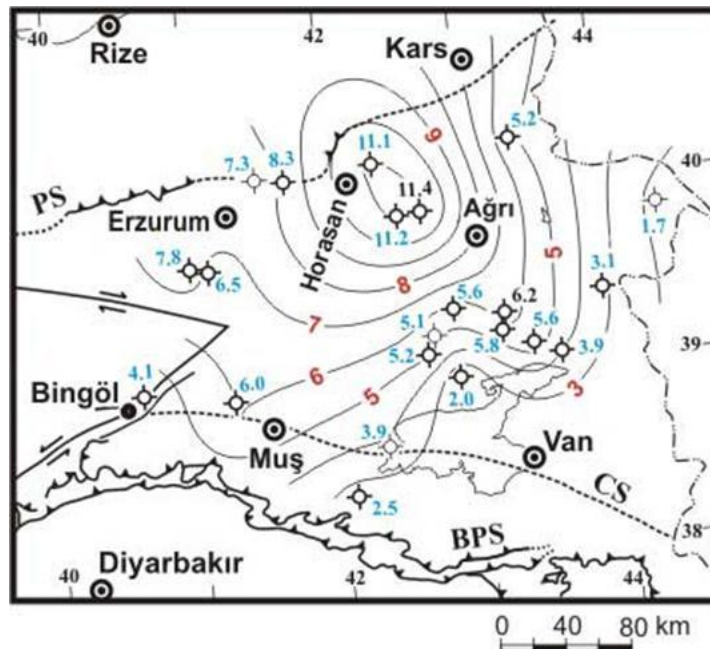 40
42
44
Rize
Kars
5.2
11.1
6
7.3
8.3
40
PS
11.4
1.7
Erzurum
Horasan
11.2
Ağrı
5
7,8
6.5
8
3.1
7
5.6
6.2
5.1
5.6
39
5.2
5.8
3.9
4.1
6.0
6
5
3
Bingöl
2.0
Muş
3.9
Van
CS
2.5
38
BPS
Diyarbakır
40
42
44
0 40 80 km